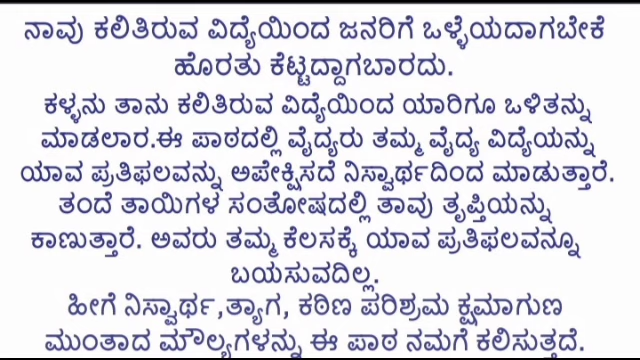 ನಾವು ಕಲಿತಿರುವ ವಿದ್ಯೆಯಿಂದ ಜನರಿಗೆ ಒಳ್ಳೆಯದಾಗಬೇಕೆ
ಹೊರತು ಕೆಟ್ಟದ್ದಾಗಬಾರದು.
ಕಳ್ಳನು ತಾನು ಕಲಿತಿರುವ ವಿದ್ಯೆಯಿಂದ ಯಾರಿಗೂ ಒಳಿತನ್ನು
ಮಾಡಲಾರ.ಈ ಪಾಠದಲ್ಲಿ ವೈದ್ಯರು ತಮ್ಮ ವೈದ್ಯ ವಿದ್ಯೆಯನ್ನು
ಯಾವ ಪ್ರತಿಫಲವನ್ನು ಅಪೇಕ್ಷಿಸದೆ ನಿಸ್ವಾರ್ಥದಿಂದ ಮಾಡುತ್ತಾರೆ.
ತಂದೆ ತಾಯಿಗಳ ಸಂತೋಷದಲ್ಲಿ ತಾವು ತೃಪ್ತಿಯನ್ನು
ಕಾಣುತ್ತಾರೆ. ಅವರು ತಮ್ಮ ಕೆಲಸಕ್ಕೆ ಯಾವ ಪ್ರತಿಫಲವನ್ನೂ
ಬಯಸುವದಿಲ್ಲ.
ಹೀಗೆ ನಿಸ್ವಾರ್ಥ,ತ್ಯಾಗ, ಕಠಿಣ ಪರಿಶ್ರಮ ಕ್ಷಮಾಗುಣ
ಮುಂತಾದ ಮೌಲ್ಯಗಳನ್ನು ಈ ಪಾಠ ನಮಗೆ ಕಲಿಸುತ್ತದೆ.